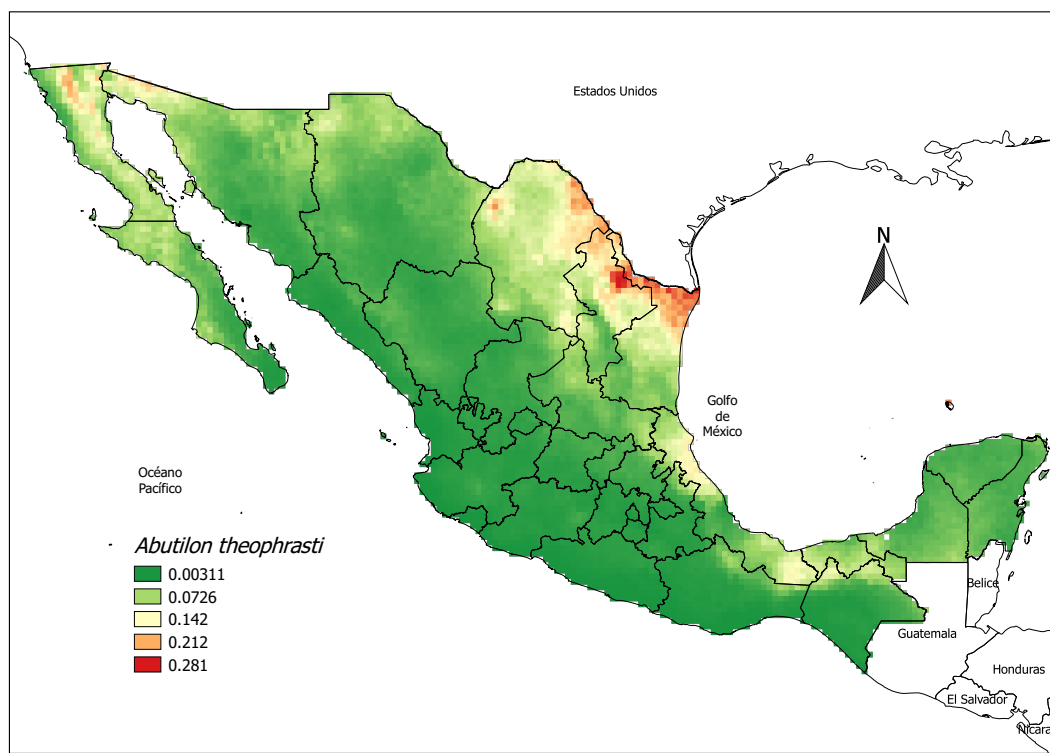 Estados Unidos
N
Golfo
de
México
Océano
Pacífico
Abutilon theophrasti
0.00311
0.0726
0.142
0.212
0.281
Belice
Guatemala
Honduras
El Salvador
Nicara